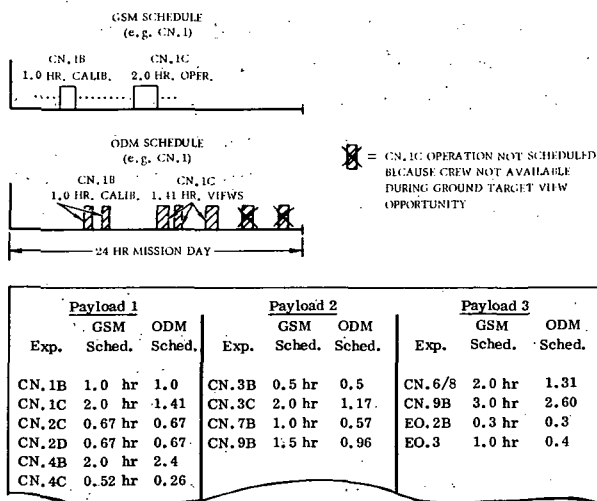 GSM SCHEDULE
(e.g. CN.1)
CN.1B CN.1C
1.0 HR. CALIB. 2.0 HR. OPER.
ODM SCHEDULE
(e.g. CN.1)
CN.1B CN.1C
1.0 HR. CALIB. 1.41 HR. VIEWS
24 HR MISSION DAY
= CN.1C OPERATION NOT SCHEDULED
BECAUSE CREW NOT AVAILABLE
DURING GROUND TARGET VIEW
OPPORTUNITY
Payload 1 Payload 2 Payload 3
GSM ODM GSM ODM GSM ODM
Exp. Sched. Sched. Exp. Sched. Sched. Exp. Sched. Sched.
CN.1B 1.0 hr 1.0 CN.3B 0.5 hr 0.5 CN.6/8 2.0 hr 1.31
CN.1C 2.0 hr 1.41 CN.3C 2.0 hr 1.17 CN.9B 3.0 hr 2.60
CN.2C 0.67 hr 0.67 CN.7B 1.0 hr 0.57 EO.2B 0.3 hr 0.3
CN.2D 0.67 hr 0.67 CN.9B 1.5 hr 0.96 EO.3 1.0 hr 0.4
CN.4B 2.0 hr 2.4
CN.4C 0.52 hr 0.26